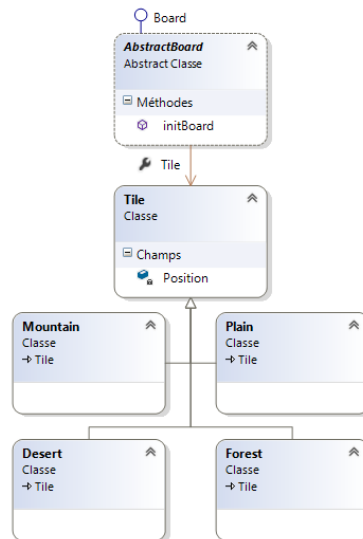 Board
AbstractBoard
Abstract Classe
Méthodes
initBoard
Tile
Tile
Classe
Champs
Position
Mountain
Classe
Tile
Plain
Classe
Tile
Desert
Classe
Tile
Forest
Classe
Tile